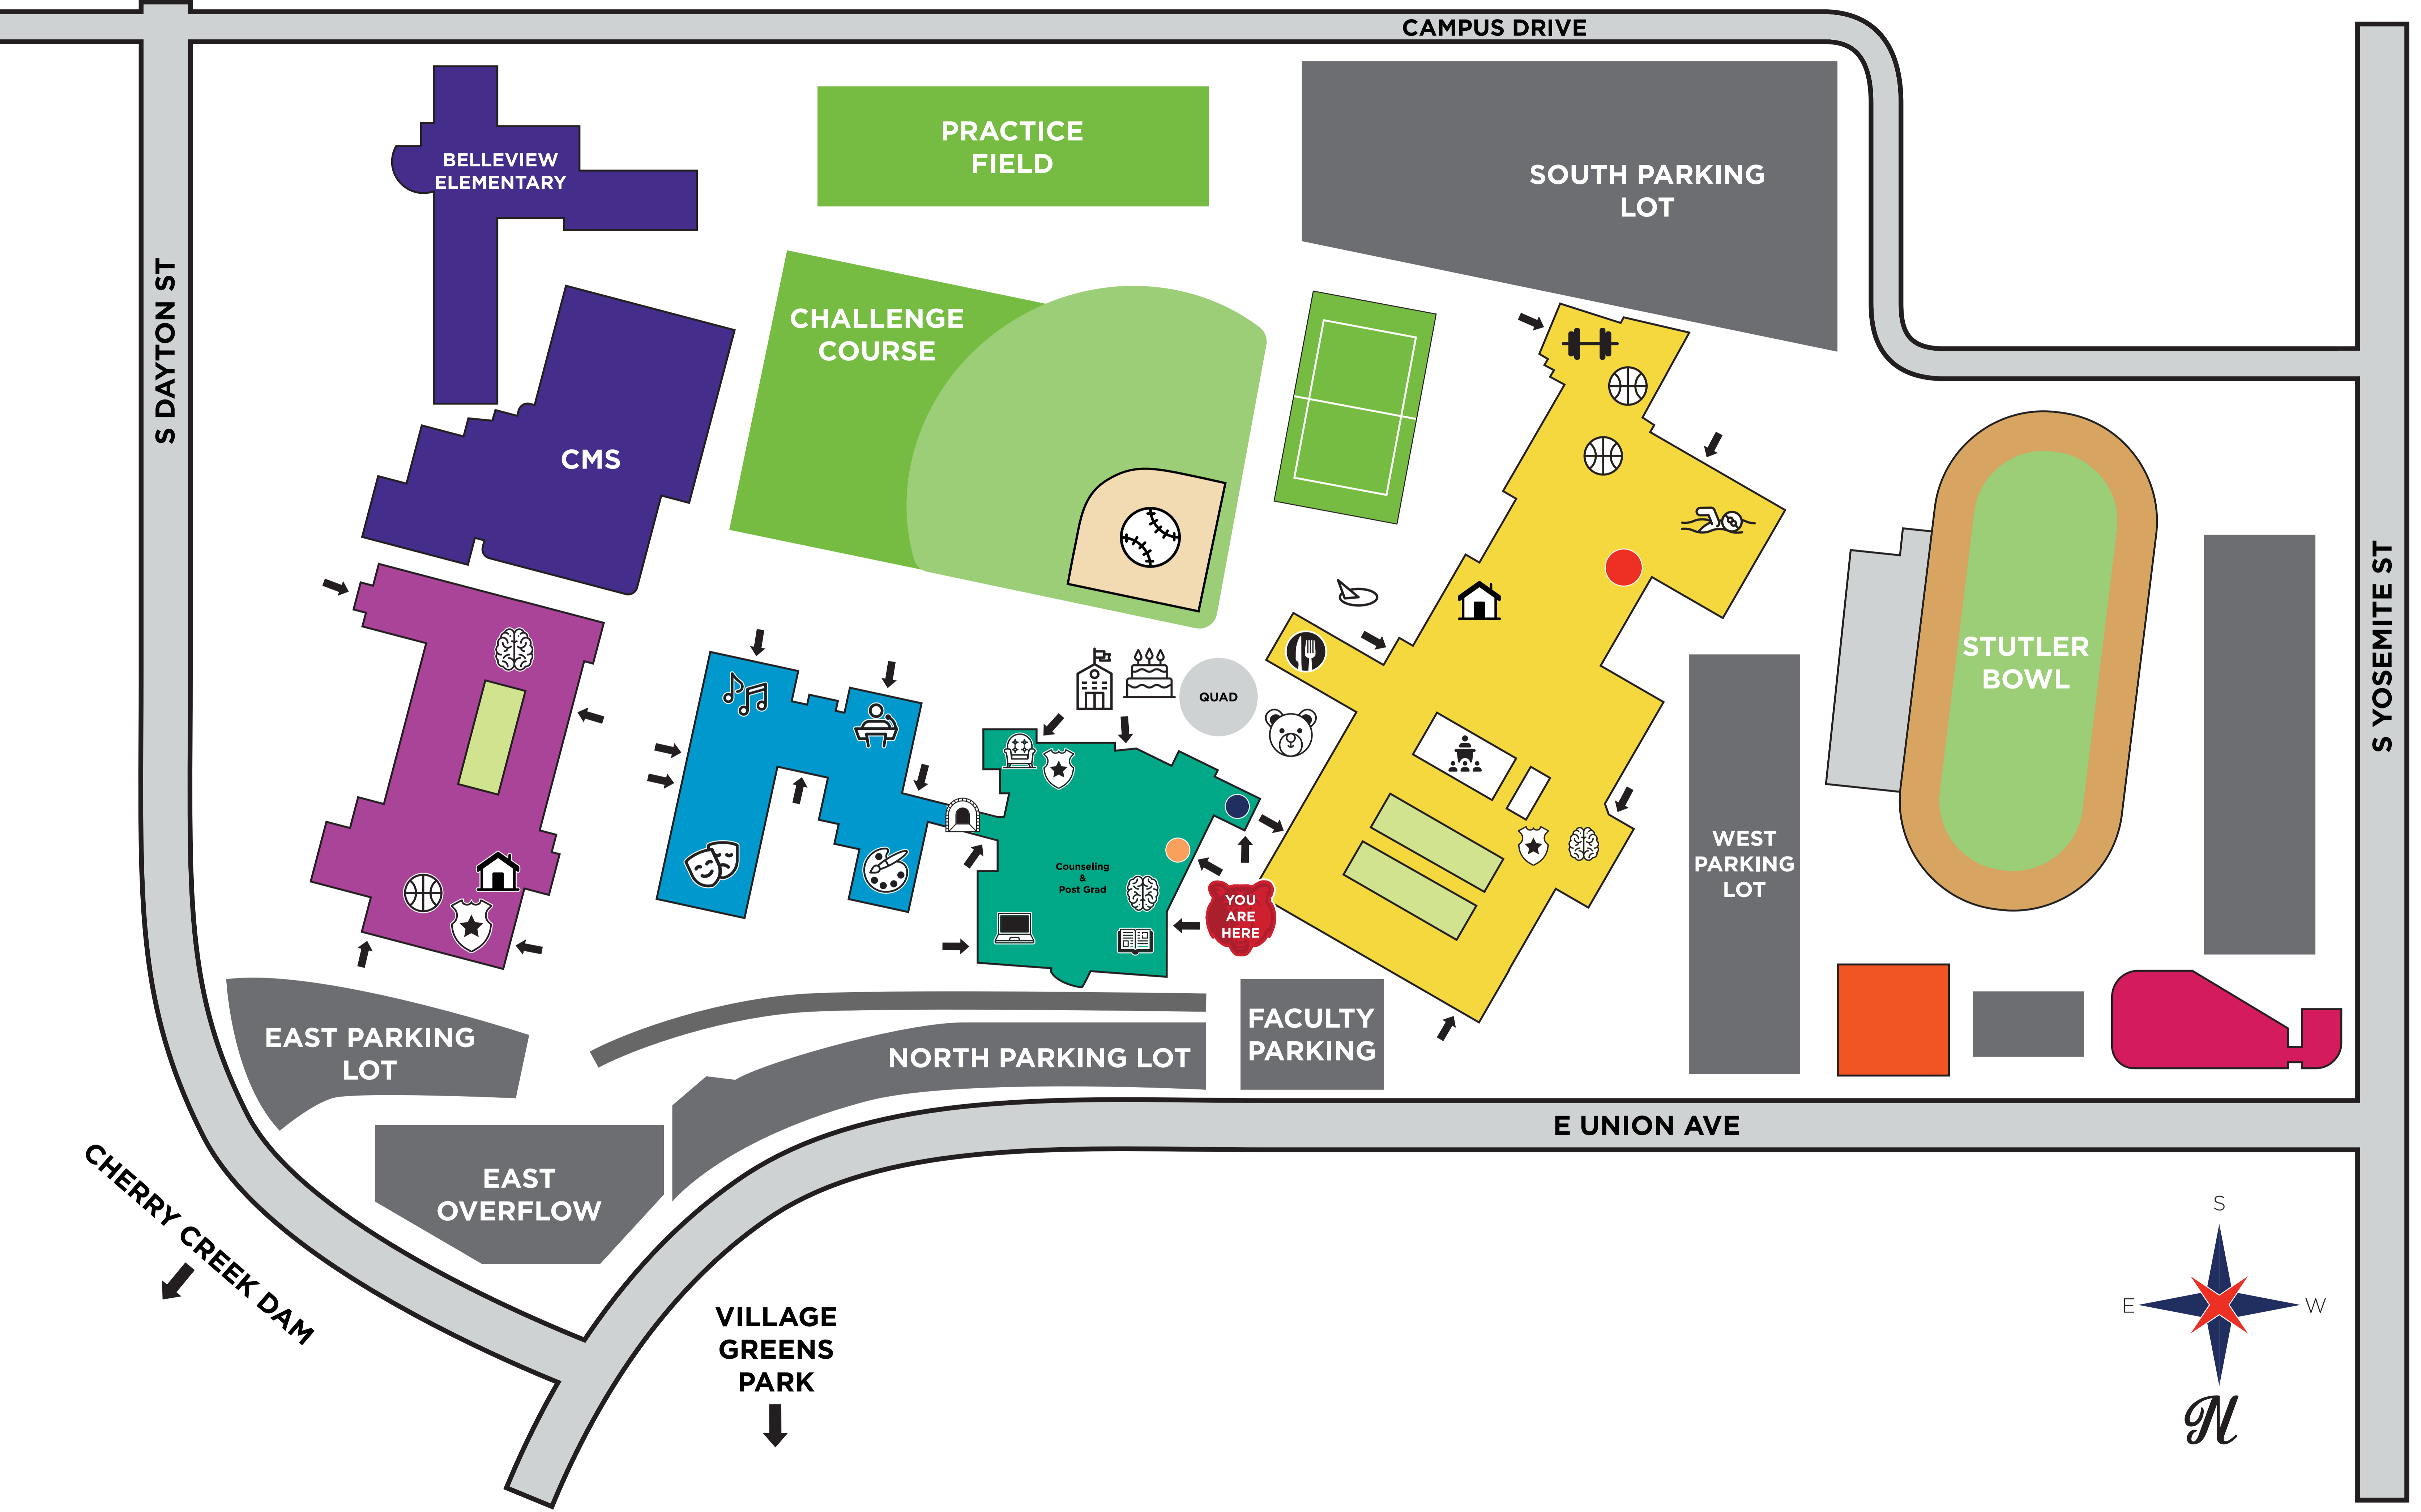 CAMPUS DRIVE
BELLEVIEW
ELEMENTARY
PRACTICE
FIELD
SOUTH PARKING
LOT
S DAYTON ST
CHALLENGE
COURSE
CMS
S YOSEMITE ST
STUTLER
BOWL
QUAD
WEST
PARKING
LOT
Counseling
&
Post Grad
YOU
ARE
HERE
EAST PARKING
LOT
NORTH PARKING LOT
FACULTY
PARKING
E UNION AVE
EAST
OVERFLOW
CHERRY CREEK DAM
VILLAGE
GREENS
PARK
S
E
W
N